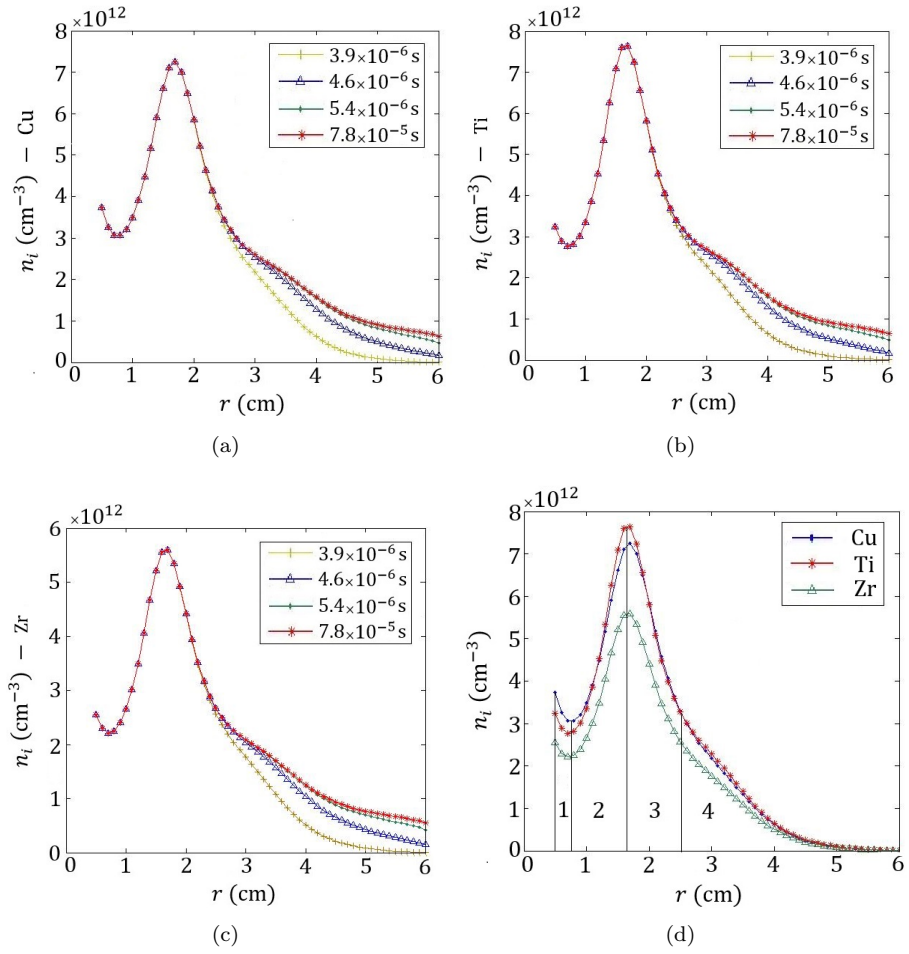 ×10¹²
8
7
6
5
4
3
2
1
0
0 1 2 3 4 5 6
nᵢ (cm⁻³) − Cu
r (cm)
3.9×10⁻⁶ s
4.6×10⁻⁶ s
5.4×10⁻⁶ s
7.8×10⁻⁵ s
(a)
×10¹²
8
7
6
5
4
3
2
1
0
0 1 2 3 4 5 6
nᵢ (cm⁻³) − Ti
r (cm)
3.9×10⁻⁶ s
4.6×10⁻⁶ s
5.4×10⁻⁶ s
7.8×10⁻⁵ s
(b)
×10¹²
6
5
4
3
2
1
0
0 1 2 3 4 5 6
nᵢ (cm⁻³) − Zr
r (cm)
3.9×10⁻⁶ s
4.6×10⁻⁶ s
5.4×10⁻⁶ s
7.8×10⁻⁵ s
(c)
×10¹²
8
7
6
5
4
3
2
1
0
0 1 2 3 4 5 6
nᵢ (cm⁻³)
r (cm)
Cu
Ti
Zr
1 2 3 4
(d)